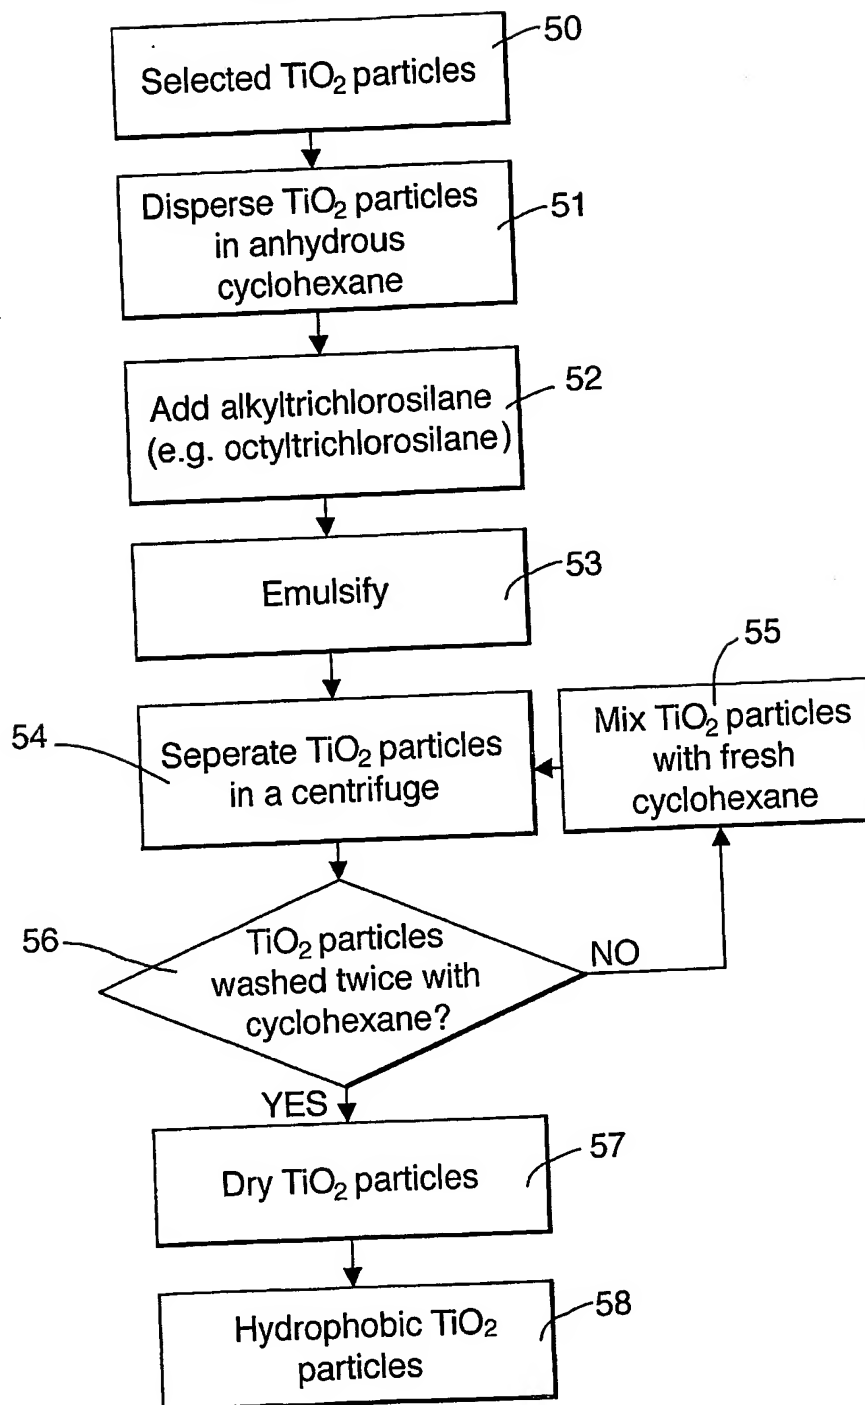 50
Selected TiO₂ particles
51
Disperse TiO₂ particles
in anhydrous
cyclohexane
52
Add alkyltrichlorosilane
(e.g. octyltrichlorosilane)
53
Emulsify
54
Seperate TiO₂ particles
in a centrifuge
55
Mix TiO₂ particles
with fresh
cyclohexane
56
TiO₂ particles
washed twice with
cyclohexane?
NO
YES
57
Dry TiO₂ particles
58
Hydrophobic TiO₂
particles